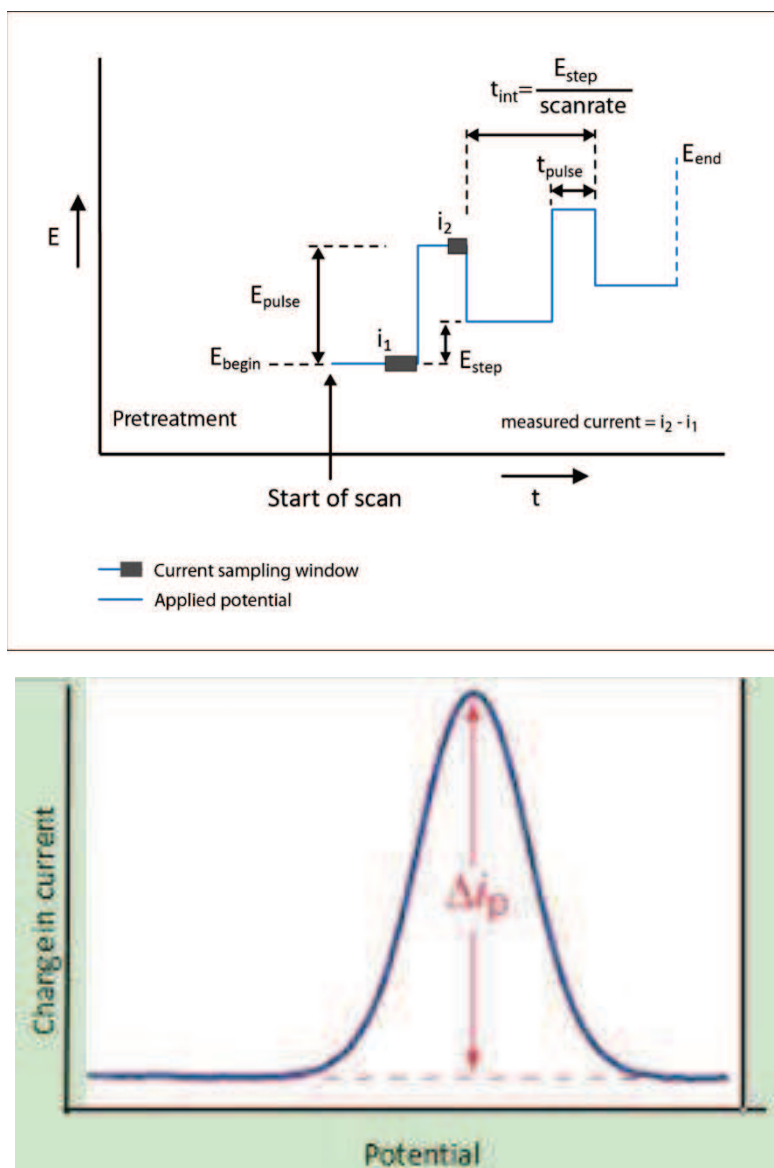 t_int = E_step / scanrate
t_pulse
E_end
i_2
E
E_pulse
i_1
E_begin
E_step
Pretreatment
measured current = i_2 - i_1
Start of scan
t
Current sampling window
Applied potential
Δi_p
Change in current
Potential